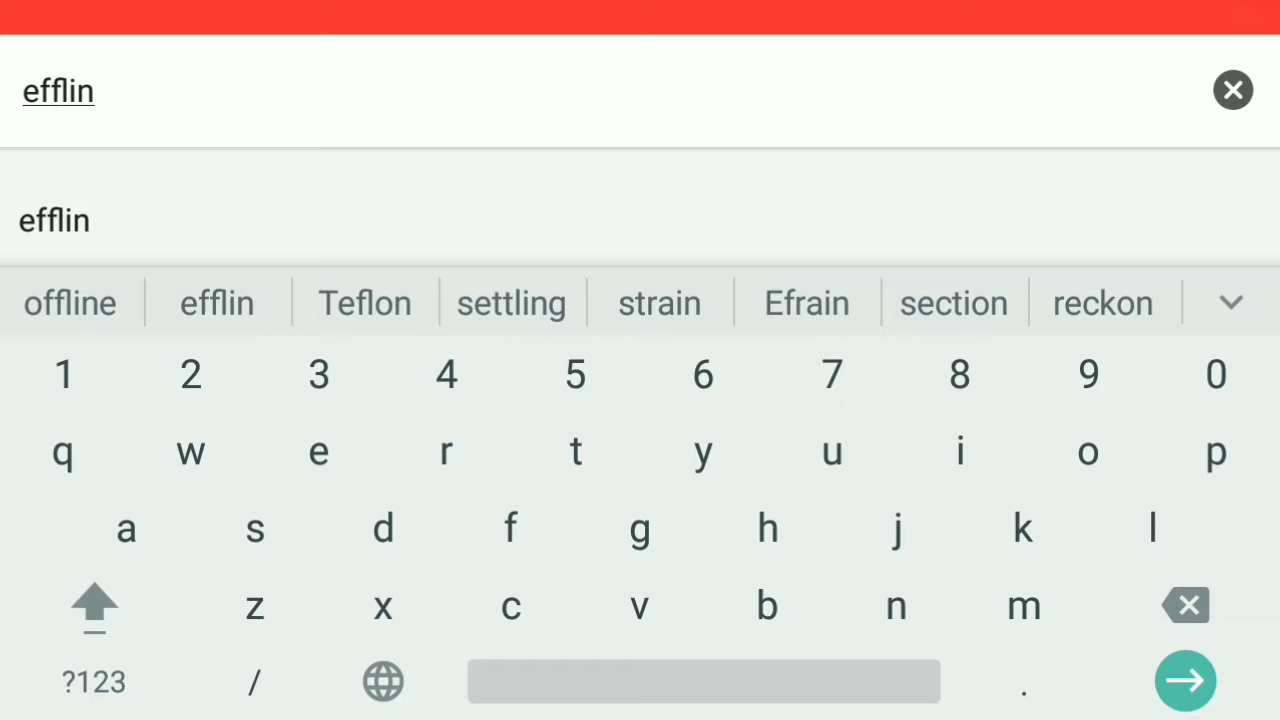 efflin
efflin
offline efflin Teflon settling strain Efrain section reckon
1 2 3 4 5 6 7 8 9 0
q w e r t y u i o p
a s d f g h j k l
z x c v b n m
?123 / .